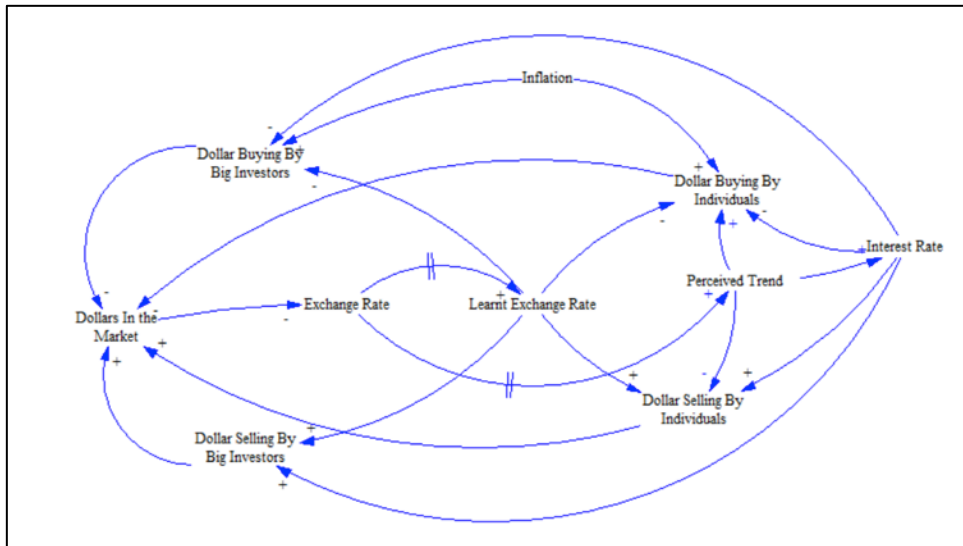 Inflation
Dollar Buying By
Big Investors
Dollar Buying By
Individuals
Interest Rate
Perceived Trend
Exchange Rate
Learnt Exchange Rate
Dollars In the
Market
Dollar Selling By
Individuals
Dollar Selling By
Big Investors